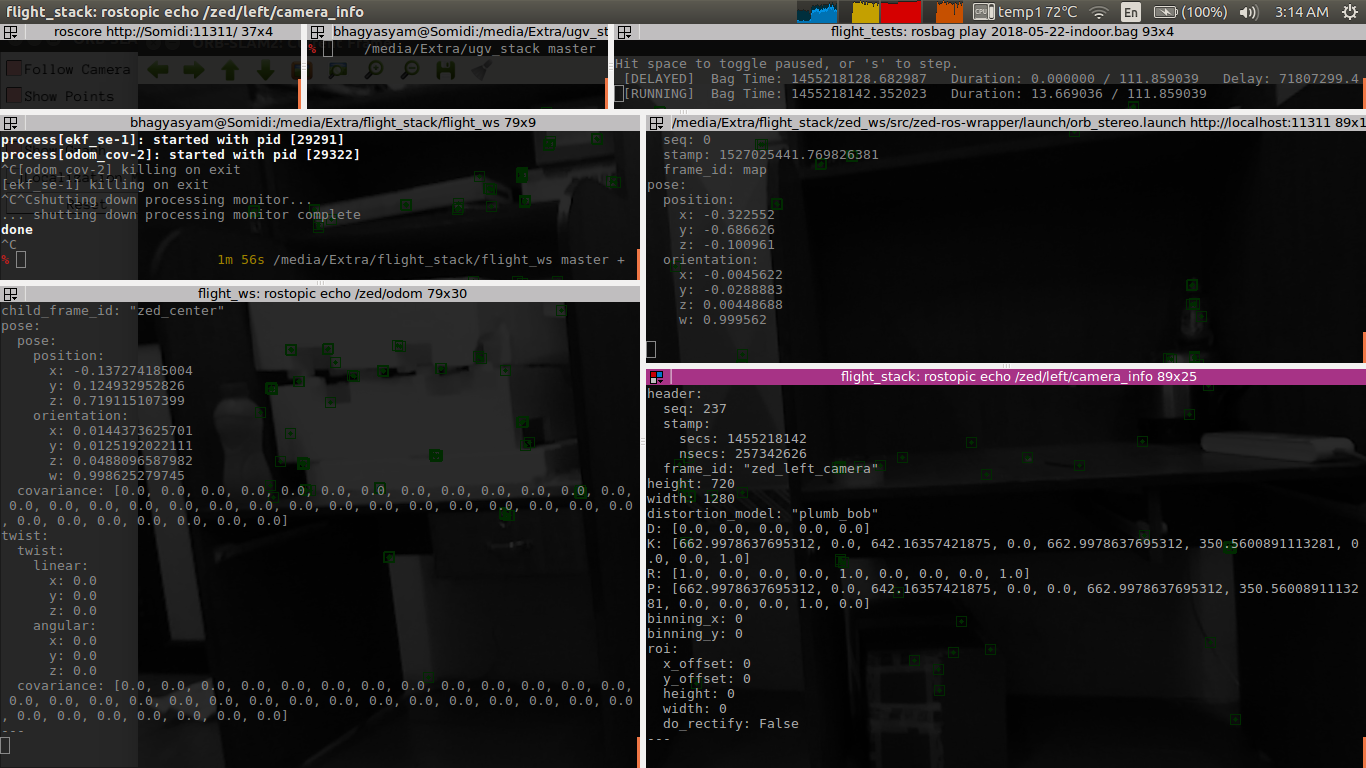 flight_stack: rostopic echo /zed/left/camera_info
temp1 72°C
En
(100%)
3:14 AM
roscore http://Somidi:11311/ 37x4
Follow Camera
Show Points
bhagyasyam@Somidi:/media/Extra/ugv_st
% /media/Extra/ugv_stack master
flight_tests: rosbag play 2018-05-22-indoor.bag 93x4
Hit space to toggle paused, or 's' to step.
[DELAYED] Bag Time: 1455218128.682987 Duration: 0.000000 / 111.859039 Delay: 71807299.4
[RUNNING] Bag Time: 1455218142.352023 Duration: 13.669036 / 111.859039
bhagyasyam@Somidi:/media/Extra/flight_stack/flight_ws 79x9
process[ekf_se-1]: started with pid [29291]
process[odom_cov-2]: started with pid [29322]
^C[odom_cov-2] killing on exit
[ekf_se-1] killing on exit
^C^Cshutting down processing monitor...
... shutting down processing monitor complete
done
^C
% 1m 56s /media/Extra/flight_stack/flight_ws master +
flight_ws: rostopic echo /zed/odom 79x30
child_frame_id: "zed_center"
pose:
pose:
position:
x: -0.137274185004
y: 0.124932952826
z: 0.719115107399
orientation:
x: 0.0144373625701
y: 0.0125192022111
z: 0.0488096587982
w: 0.998625279745
covariance: [0.0, 0.0, 0.0, 0.0, 0.0, 0.0, 0.0, 0.0, 0.0, 0.0, 0.0, 0.0, 0.0,
0.0, 0.0, 0.0, 0.0, 0.0, 0.0, 0.0, 0.0, 0.0, 0.0, 0.0, 0.0, 0.0, 0.0, 0.0, 0.0
, 0.0, 0.0, 0.0, 0.0, 0.0, 0.0, 0.0]
twist:
twist:
linear:
x: 0.0
y: 0.0
z: 0.0
angular:
x: 0.0
y: 0.0
z: 0.0
covariance: [0.0, 0.0, 0.0, 0.0, 0.0, 0.0, 0.0, 0.0, 0.0, 0.0, 0.0, 0.0, 0.0,
0.0, 0.0, 0.0, 0.0, 0.0, 0.0, 0.0, 0.0, 0.0, 0.0, 0.0, 0.0, 0.0, 0.0, 0.0, 0.0
, 0.0, 0.0, 0.0, 0.0, 0.0, 0.0, 0.0]
---
/media/Extra/flight_stack/zed_ws/src/zed-ros-wrapper/launch/orb_stereo.launch http://localhost:11311 89x1
seq: 0
stamp: 1527025441.769826381
frame_id: map
pose:
position:
x: -0.322552
y: -0.686626
z: -0.100961
orientation:
x: -0.0045622
y: -0.0288883
z: 0.00448688
w: 0.999562
flight_stack: rostopic echo /zed/left/camera_info 89x25
header:
seq: 237
stamp:
secs: 1455218142
nsecs: 257342626
frame_id: "zed_left_camera"
height: 720
width: 1280
distortion_model: "plumb_bob"
D: [0.0, 0.0, 0.0, 0.0, 0.0]
K: [662.9978637695312, 0.0, 642.16357421875, 0.0, 662.9978637695312, 350.5600891113281, 0
.0, 0.0, 1.0]
R: [1.0, 0.0, 0.0, 0.0, 1.0, 0.0, 0.0, 0.0, 1.0]
P: [662.9978637695312, 0.0, 642.16357421875, 0.0, 0.0, 662.9978637695312, 350.56008911132
81, 0.0, 0.0, 0.0, 1.0, 0.0]
binning_x: 0
binning_y: 0
roi:
x_offset: 0
y_offset: 0
height: 0
width: 0
do_rectify: False
---